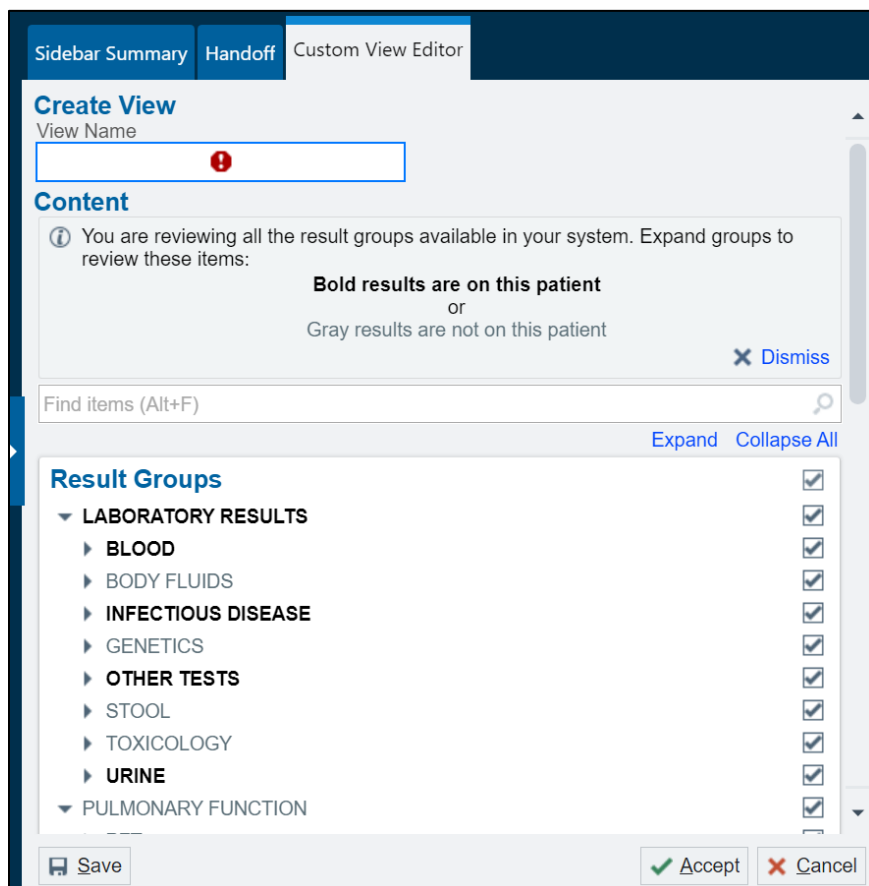 Sidebar Summary Handoff Custom View Editor
Create View
View Name
Content
You are reviewing all the result groups available in your system. Expand groups to
review these items:
Bold results are on this patient
or
Gray results are not on this patient
Dismiss
Find items (Alt+F)
Expand Collapse All
Result Groups
LABORATORY RESULTS
BLOOD
BODY FLUIDS
INFECTIOUS DISEASE
GENETICS
OTHER TESTS
STOOL
TOXICOLOGY
URINE
PULMONARY FUNCTION
Save Accept Cancel